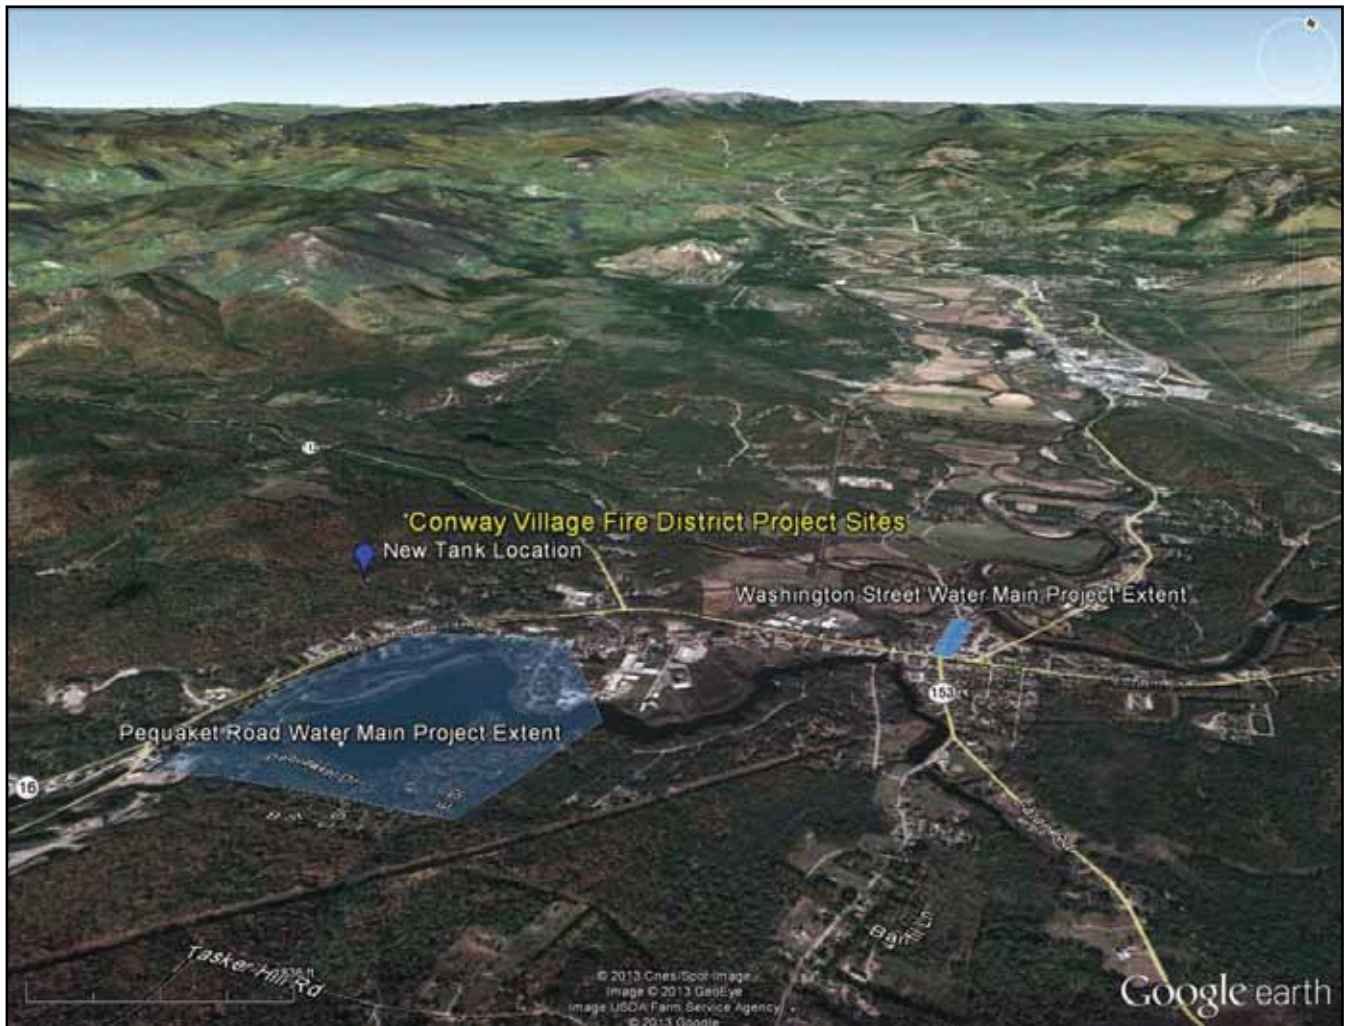 Conway Village Fire District Project Sites
New Tank Location
Washington Street Water Main Project Extent
153
Pequaket Road Water Main Project Extent
16
Barni Ln
Tasker Hill Rd
© 2013 Cnes/Spot Image
Image © 2013 GeoEye
Image USDA Farm Service Agency
© 2013 Google
Google earth